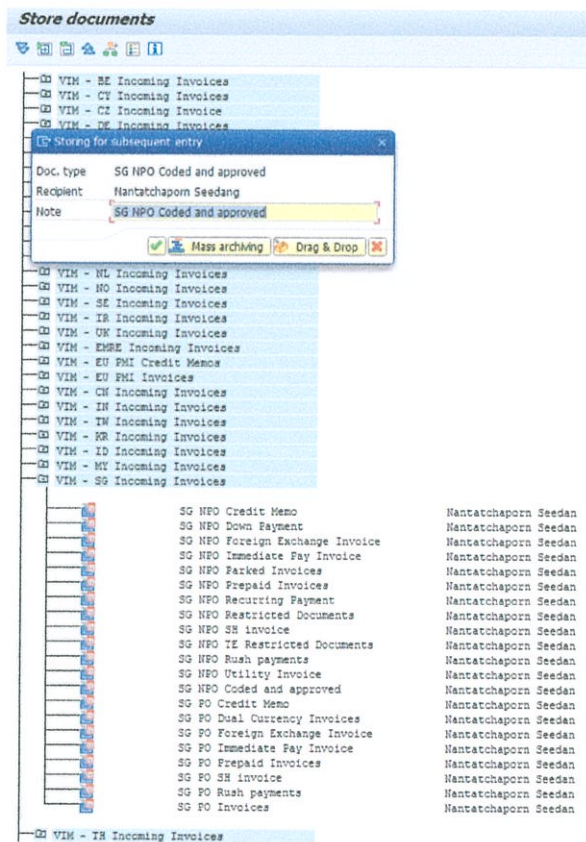 Store documents
VIM - BE Incoming Invoices
VIM - CY Incoming Invoices
VIM - CZ Incoming Invoice
VIM - DE Incoming Invoices
Storing for subsequent entry
Doc. type SG NPO Coded and approved
Recipient Nantatchaporn Seedang
Note SG NPO Coded and approved
Mass archiving Drag & Drop
VIM - NL Incoming Invoices
VIM - NO Incoming Invoices
VIM - SE Incoming Invoices
VIM - IR Incoming Invoices
VIM - UK Incoming Invoices
VIM - EMRE Incoming Invoices
VIM - EU PMI Credit Memos
VIM - EU PMI Invoices
VIM - CN Incoming Invoices
VIM - IN Incoming Invoices
VIM - TW Incoming Invoices
VIM - KR Incoming Invoices
VIM - ID Incoming Invoices
VIM - MY Incoming Invoices
VIM - SG Incoming Invoices
SG NPO Credit Memo Nantatchaporn Seedan
SG NPO Down Payment Nantatchaporn Seedan
SG NPO Foreign Exchange Invoice Nantatchaporn Seedan
SG NPO Immediate Pay Invoice Nantatchaporn Seedan
SG NPO Parked Invoices Nantatchaporn Seedan
SG NPO Prepaid Invoices Nantatchaporn Seedan
SG NPO Recurring Payment Nantatchaporn Seedan
SG NPO Restricted Documents Nantatchaporn Seedan
SG NPO SH invoice Nantatchaporn Seedan
SG NPO TE Restricted Documents Nantatchaporn Seedan
SG NPO Rush payments Nantatchaporn Seedan
SG NPO Utility Invoice Nantatchaporn Seedan
SG NPO Coded and approved Nantatchaporn Seedan
SG PO Credit Memo Nantatchaporn Seedan
SG PO Dual Currency Invoices Nantatchaporn Seedan
SG PO Foreign Exchange Invoice Nantatchaporn Seedan
SG PO Immediate Pay Invoice Nantatchaporn Seedan
SG PO Prepaid Invoices Nantatchaporn Seedan
SG PO SH invoice Nantatchaporn Seedan
SG PO Rush payments Nantatchaporn Seedan
SG PO Invoices Nantatchaporn Seedan
VIM - TH Incoming Invoices